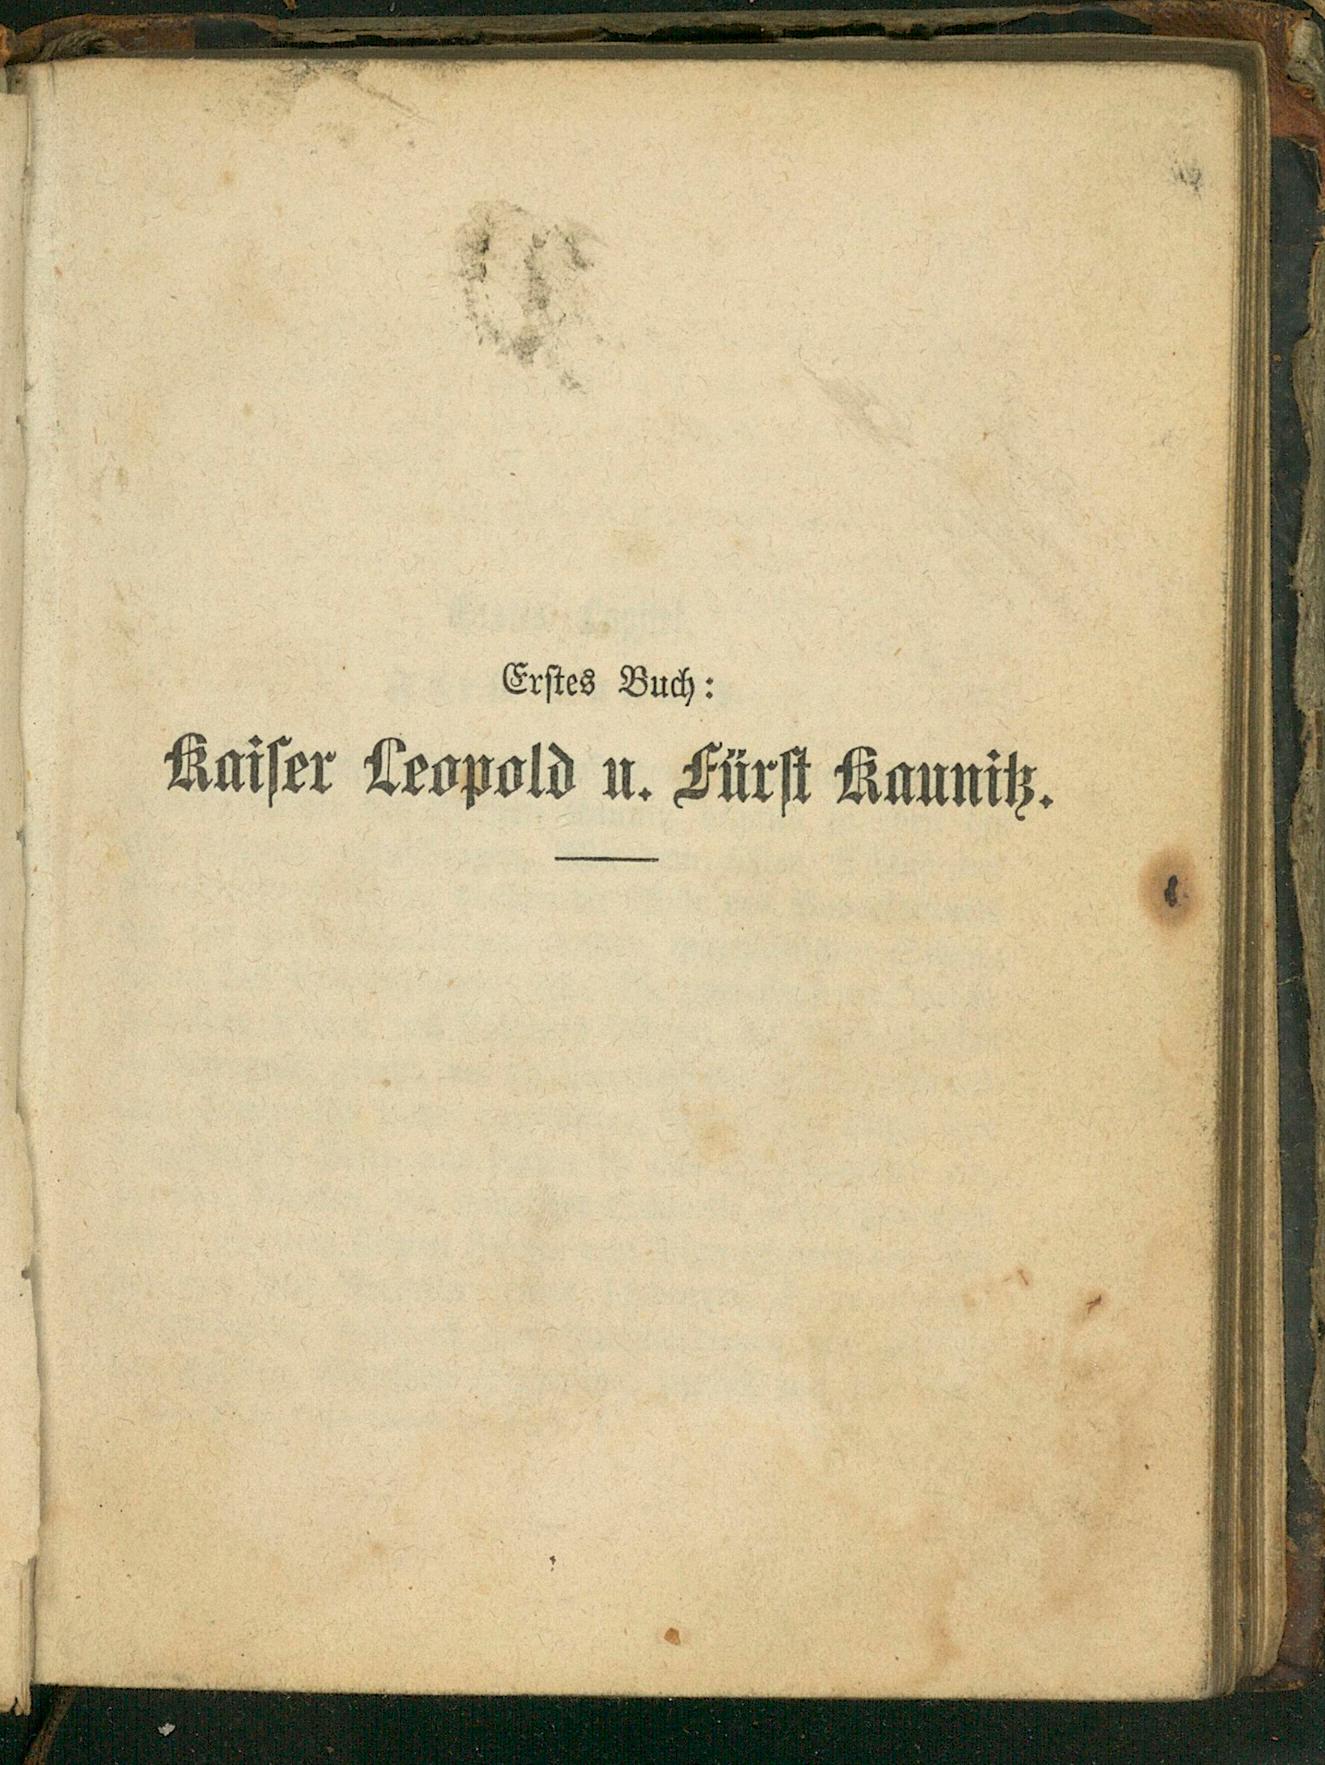 Erſtes Buch:
Kaiſer Leopold u. Fürſt Kaunitz.